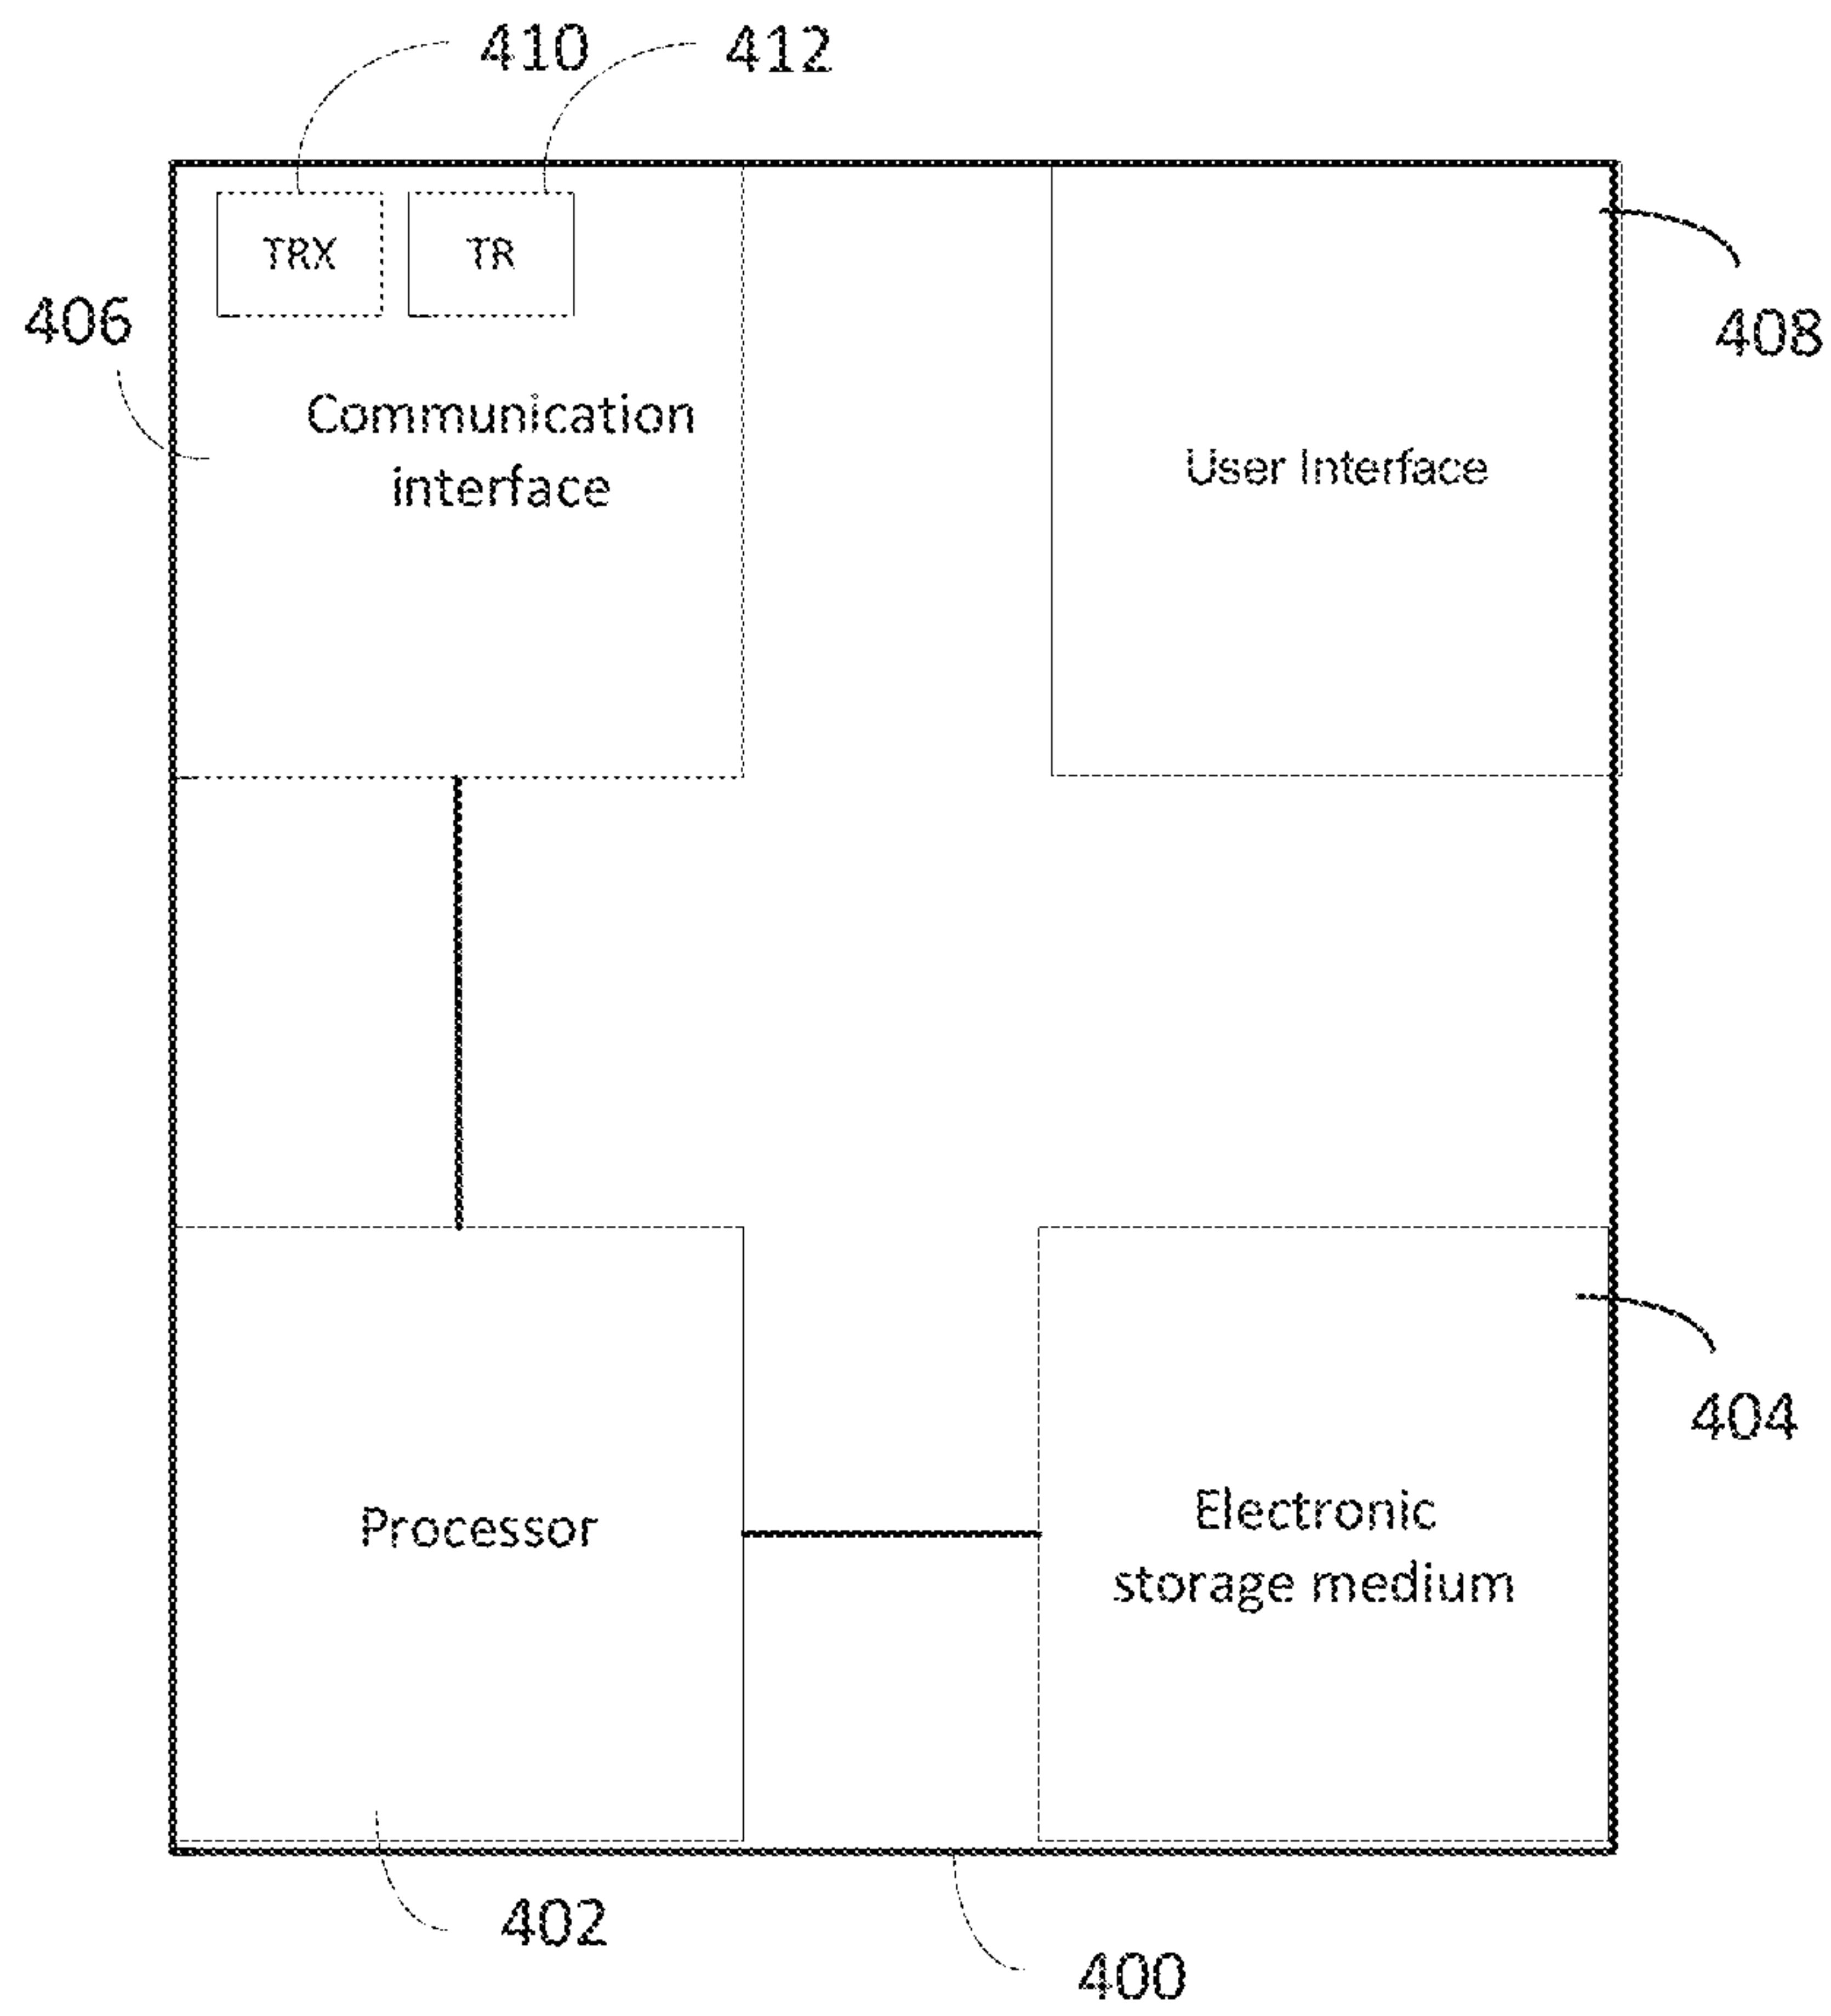 410
412
TRX
TR
406
408
Communication
interface
User Interface
404
Processor
Electronic
storage medium
402
400